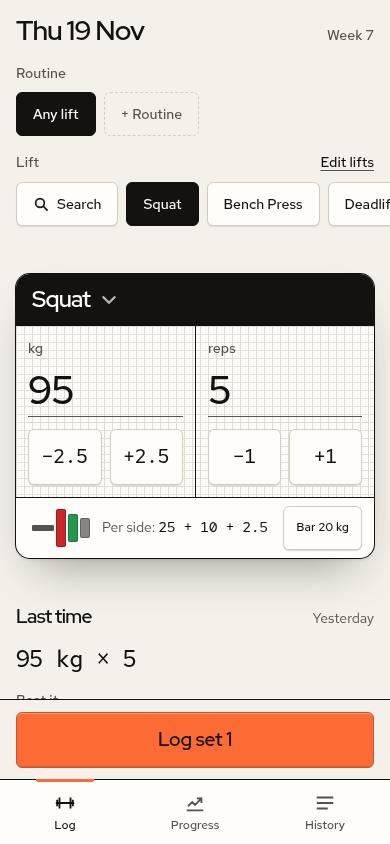 Thu 19 Nov
Week 7
Routine
Any lift
+ Routine
Lift
Edit lifts
Search
Squat
Bench Press
Squat
kg
reps
95
5
−2.5
+2.5
−1
+1
Per side: 25 + 10 + 2.5
Bar 20 kg
Last time
Yesterday
95 kg × 5
Log set 1
Log
Progress
History